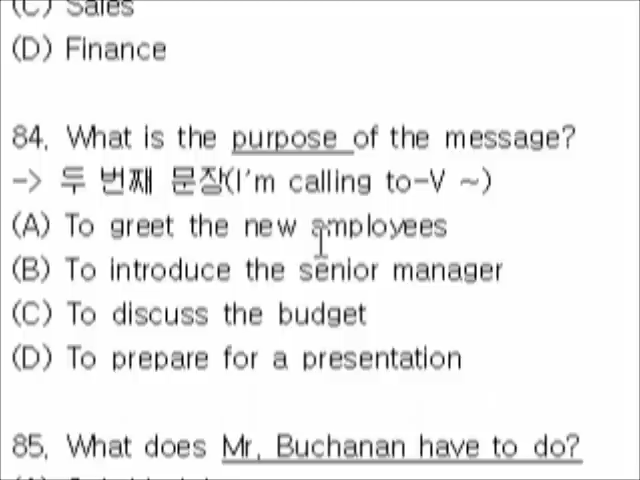 (C) Sales
(D) Finance
84. What is the purpose of the message?
-> 두 번째 문장(I'm calling to-V ~)
(A) To greet the new employees
(B) To introduce the senior manager
(C) To discuss the budget
(D) To prepare for a presentation
85. What does Mr. Buchanan have to do?